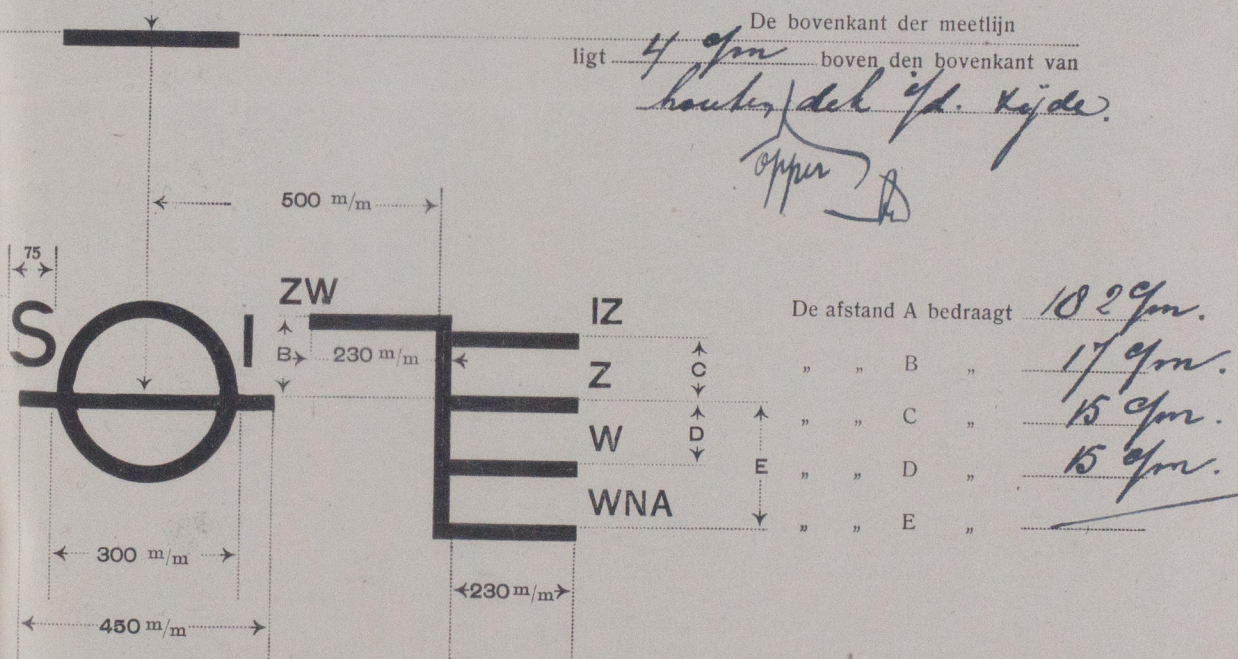 De bovenkant der meetlijn
ligt 4 c/m boven den bovenkant van
houten dek a/d. zijde.
opper
500 m/m
75
ZW
IZ
S I B 230 m/m
Z
C
W
D
E
WNA
De afstand A bedraagt 182 c/m.
„ „ B „ 17 c/m.
„ „ C „ 15 c/m.
„ „ D „ 15 c/m.
„ „ E „
300 m/m
230 m/m
450 m/m